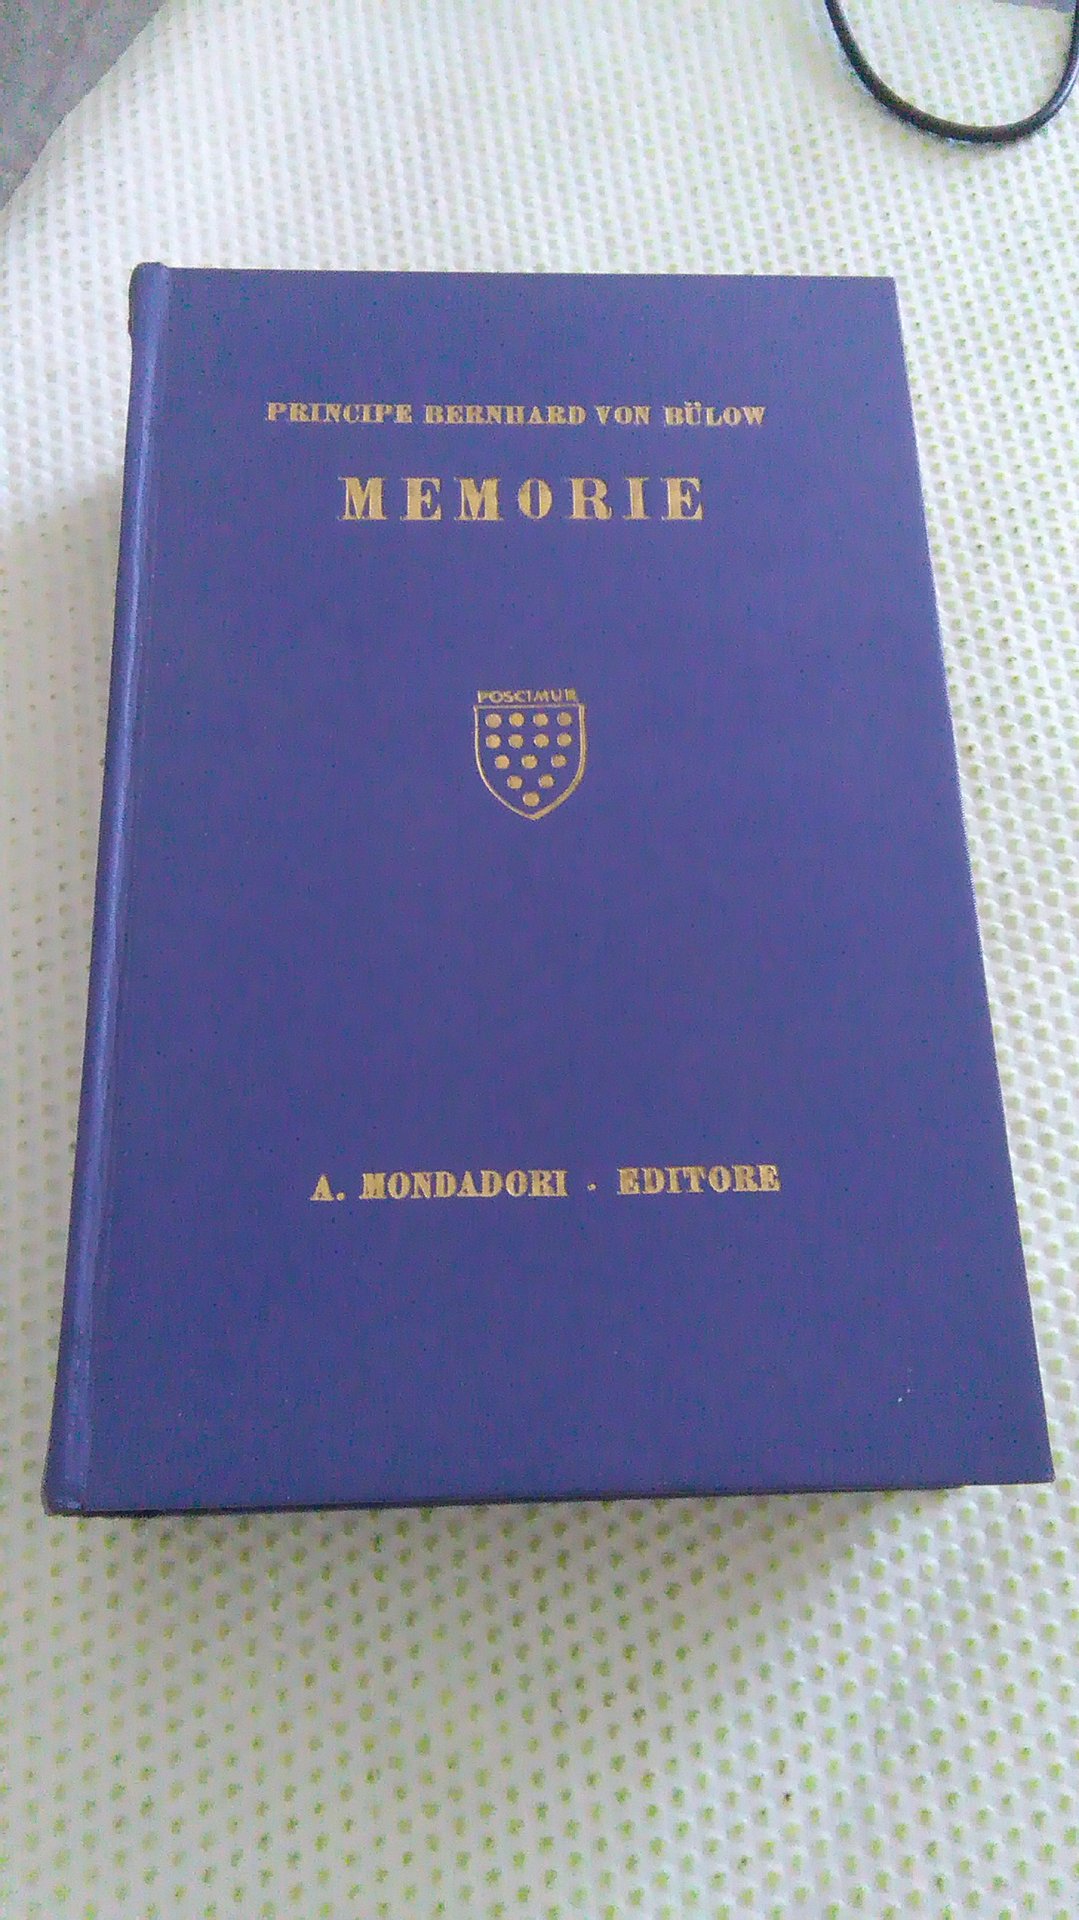 PRINCIPE BERNHARD VON BÜLOW
MEMORIE
POSCIMUR
A. MONDADORI · EDITORE